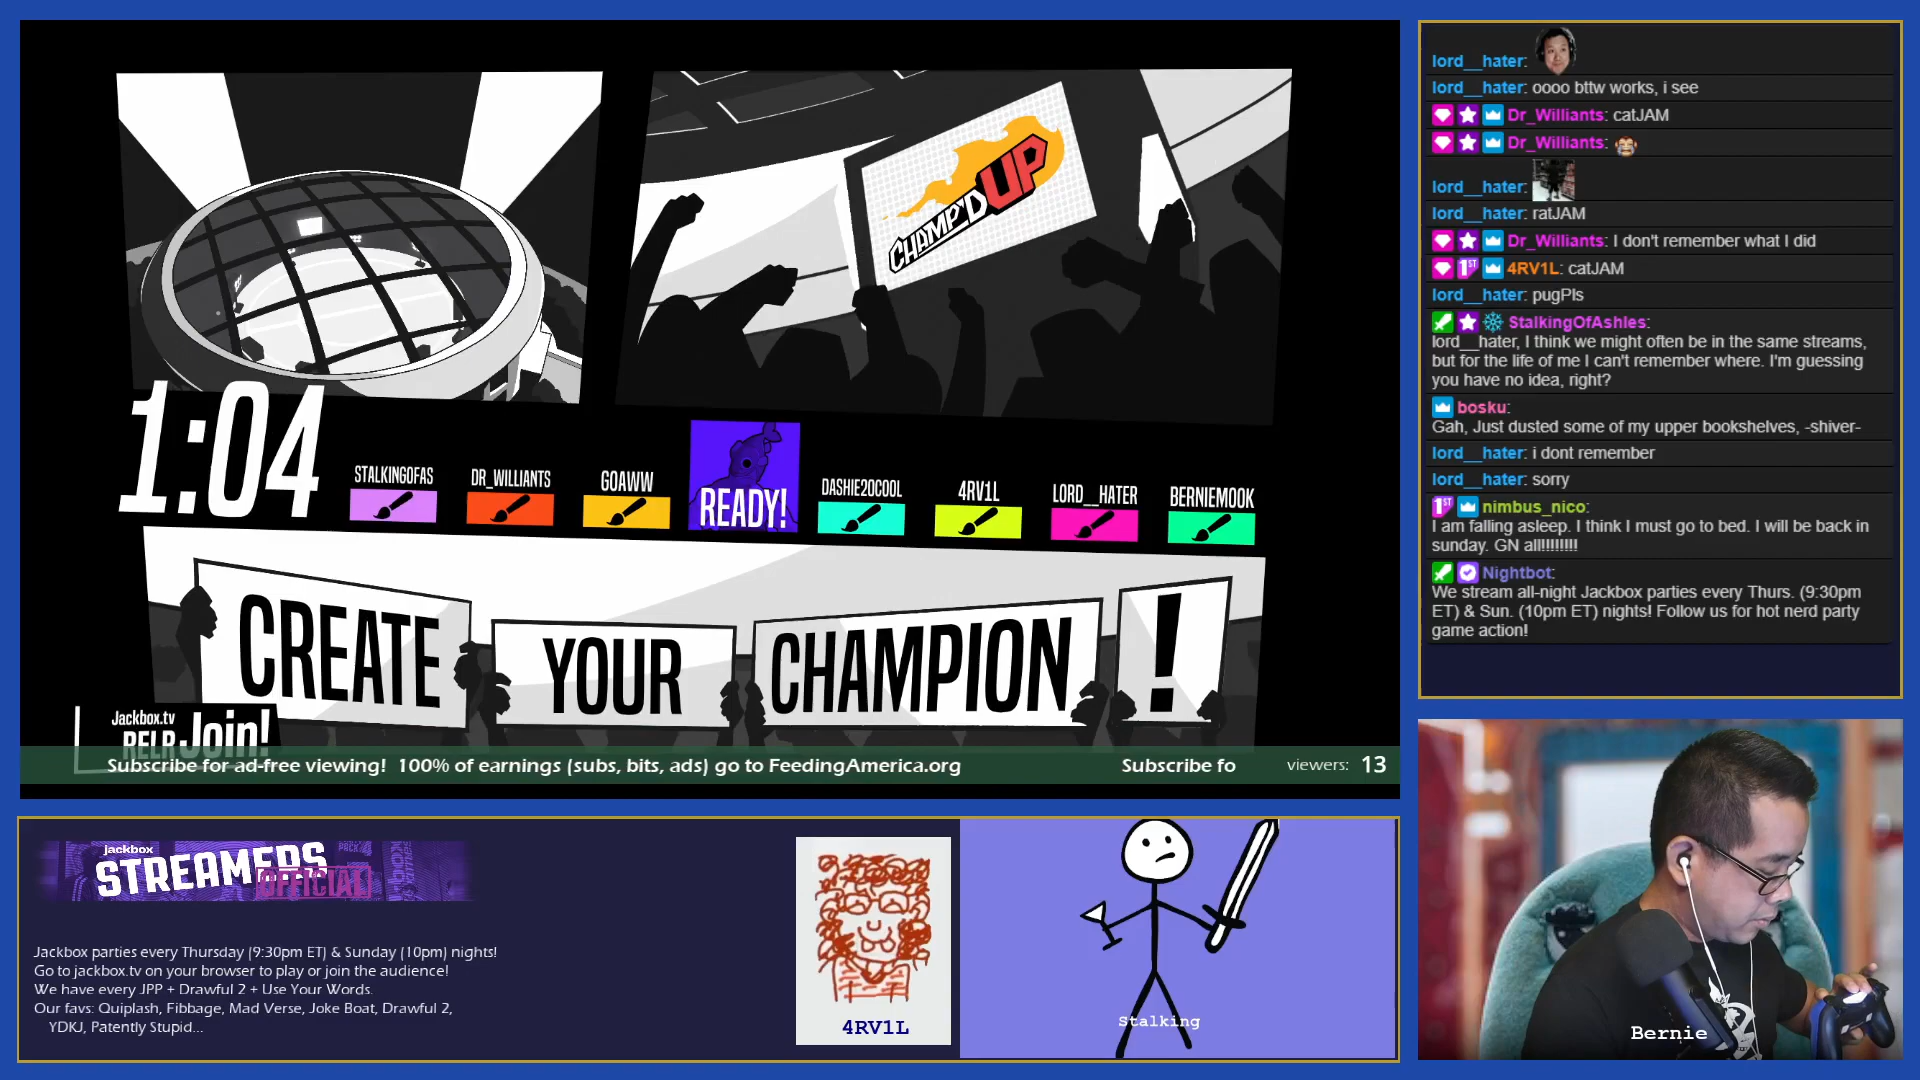 CHAMP'D UP
1:04
STALKINGOFAS
DR_WILLIANTS
GOAWW
READY!
DASHIE20COOL
4RV1L
LORD__HATER
BERNIEMOOK
CREATE
YOUR
CHAMPION
!
Jackbox.tv
RELR
Join!
Subscribe for ad-free viewing!  100% of earnings (subs, bits, ads) go to FeedingAmerica.org
Subscribe fo
viewers: 13
jackbox
STREAMERS
OFFICIAL
Jackbox parties every Thursday (9:30pm ET) & Sunday (10pm) nights!
Go to jackbox.tv on your browser to play or join the audience!
We have every JPP + Drawful 2 + Use Your Words.
Our favs: Quiplash, Fibbage, Mad Verse, Joke Boat, Drawful 2,
YDKJ, Patently Stupid...
4RV1L
Stalking
lord__hater:
lord__hater: oooo bttw works, i see
Dr_Williants: catJAM
Dr_Williants:
lord__hater:
lord__hater: ratJAM
Dr_Williants: I don't remember what I did
1ST 4RV1L: catJAM
lord__hater: pugPls
StalkingOfAshles:
lord__hater, I think we might often be in the same streams,
but for the life of me I can't remember where. I'm guessing
you have no idea, right?
bosku:
Gah, Just dusted some of my upper bookshelves, -shiver-
lord__hater: i dont remember
lord__hater: sorry
1ST nimbus_nico:
I am falling asleep. I think I must go to bed. I will be back in
sunday. GN all!!!!!!!!
Nightbot:
We stream all-night Jackbox parties every Thurs. (9:30pm
ET) & Sun. (10pm ET) nights! Follow us for hot nerd party
game action!
Bernie